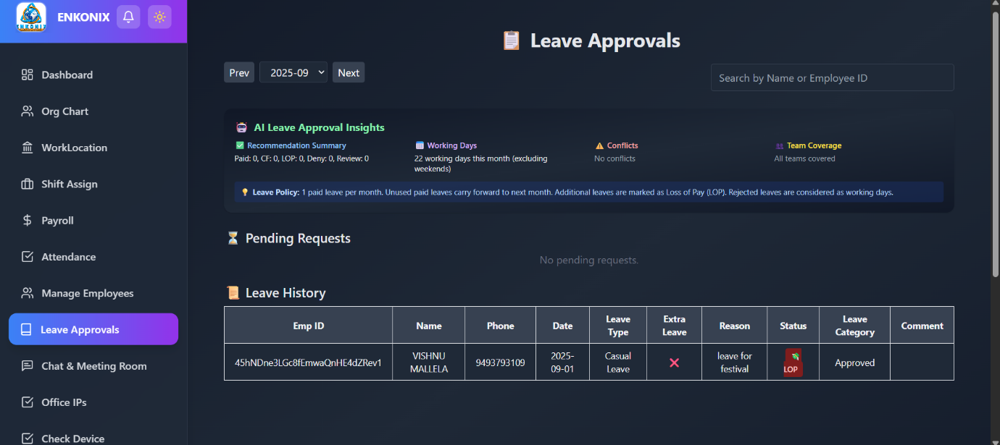 ENKONIX
ENKONIX
Dashboard
Org Chart
WorkLocation
Shift Assign
Payroll
Attendance
Manage Employees
Leave Approvals
Chat & Meeting Room
Office IPs
Check Device
Leave Approvals
Prev 2025-09 Next
Search by Name or Employee ID
AI Leave Approval Insights
Recommendation Summary
Paid: 0, CF: 0, LOP: 0, Deny: 0, Review: 0
Working Days
22 working days this month (excluding
weekends)
Conflicts
No conflicts
Team Coverage
All teams covered
Leave Policy: 1 paid leave per month. Unused paid leaves carry forward to next month. Additional leaves are marked as Loss of Pay (LOP). Rejected leaves are considered as working days.
Pending Requests
No pending requests.
Leave History
Emp ID Name Phone Date Leave Type Extra Leave Reason Status Leave Category Comment
45hNDne3LGc8fEmwaQnHE4dZRev1 VISHNU MALLELA 9493793109 2025-09-01 Casual Leave leave for festival LOP Approved